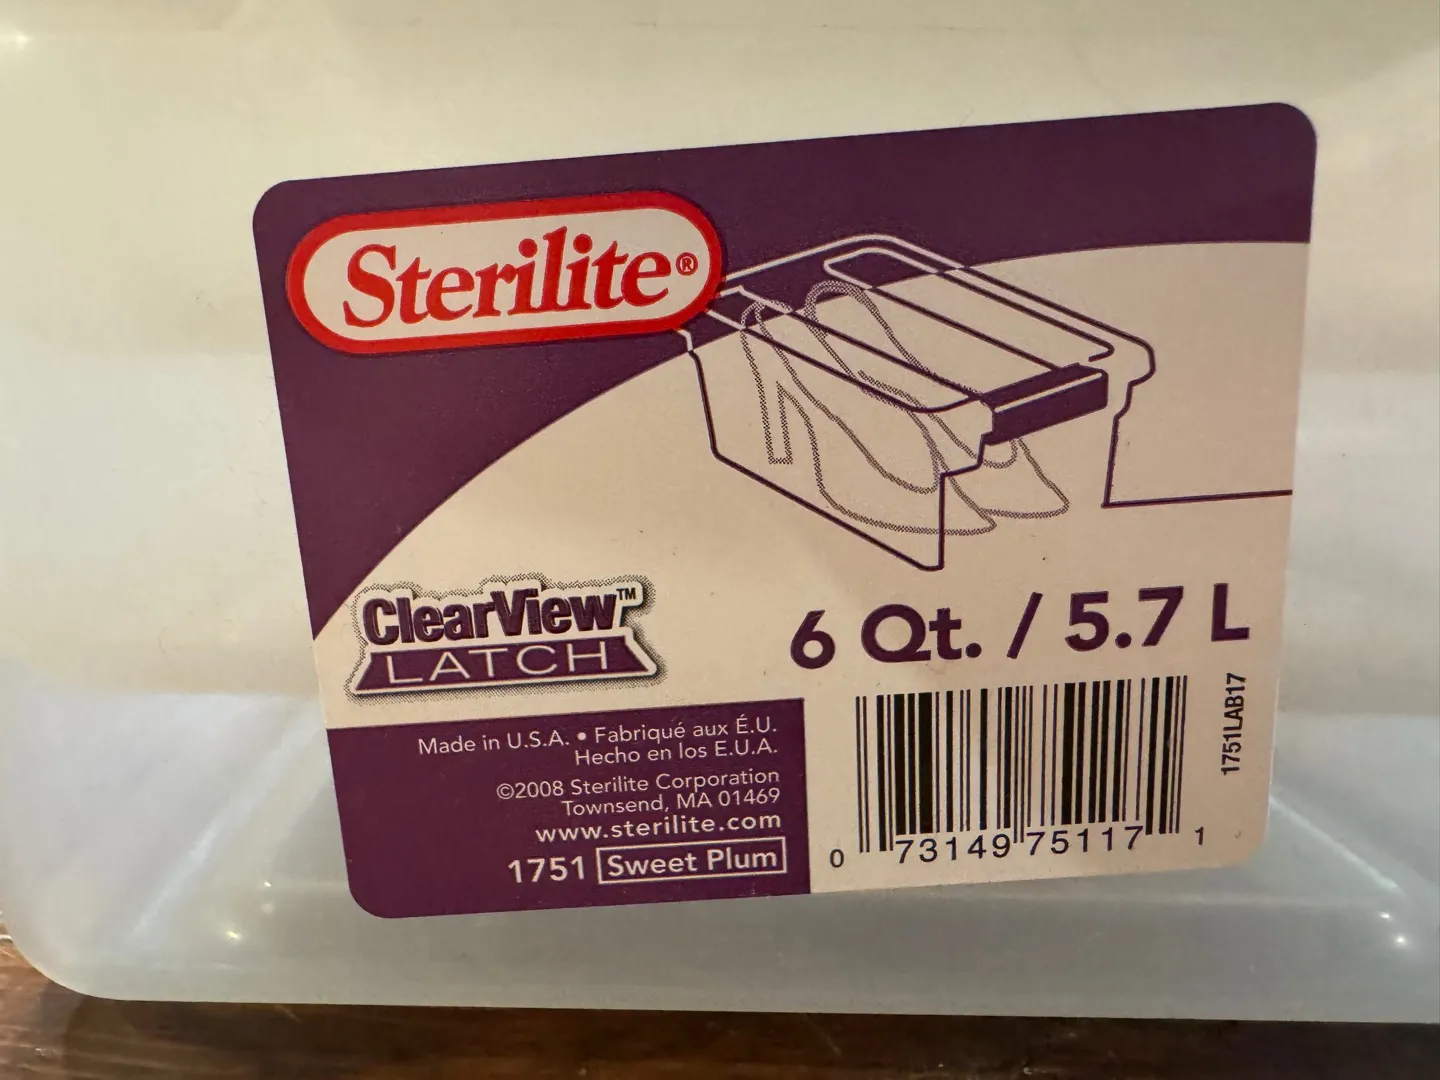 Sterilite®
ClearView™
LATCH
6 Qt. / 5.7 L
Made in U.S.A. • Fabriqué aux É.U.
Hecho en los E.U.A.
©2008 Sterilite Corporation
Townsend, MA 01469
www.sterilite.com
1751 Sweet Plum
0 73149 75117 1
1751LAB17